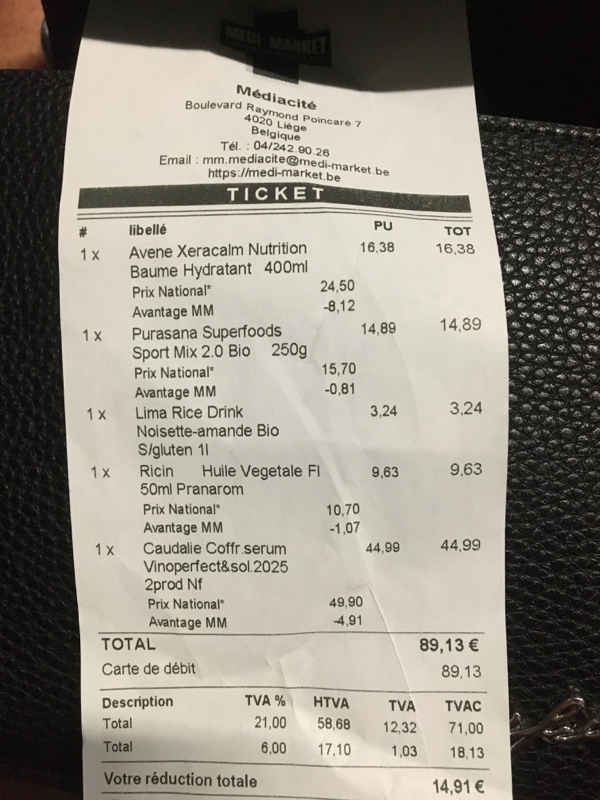 MEDI-MARKET
Médiacité
Boulevard Raymond Poincaré 7
4020 Liège
Belgique
Tél. : 04/242.90.26
Email : mm.mediacite@medi-market.be
https://medi-market.be
TICKET
# libellé PU TOT
1 x Avene Xeracalm Nutrition 16,38 16,38
Baume Hydratant 400ml
Prix National* 24,50
Avantage MM -8,12
1 x Purasana Superfoods 14,89 14,89
Sport Mix 2.0 Bio 250g
Prix National* 15,70
Avantage MM -0,81
1 x Lima Rice Drink 3,24 3,24
Noisette-amande Bio
S/gluten 1l
1 x Ricin Huile Vegetale Fl 9,63 9,63
50ml Pranarom
Prix National* 10,70
Avantage MM -1,07
1 x Caudalie Coffr.serum 44,99 44,99
Vinoperfect&sol.2025
2prod Nf
Prix National* 49,90
Avantage MM -4,91
TOTAL 89,13 €
Carte de débit 89,13
Description TVA % HTVA TVA TVAC
Total 21,00 58,68 12,32 71,00
Total 6,00 17,10 1,03 18,13
Votre réduction totale 14,91 €